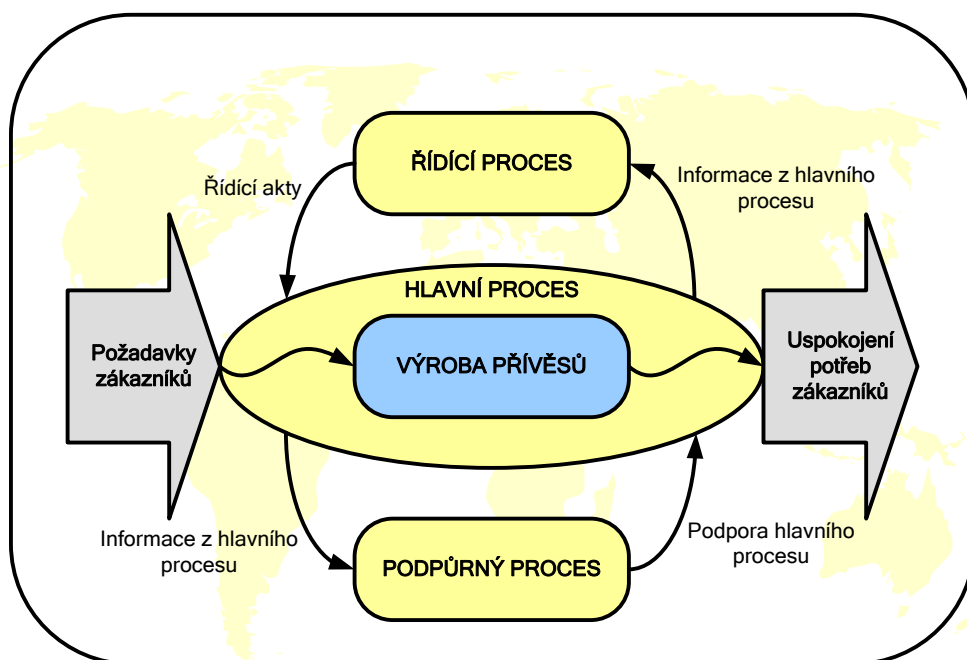 ŘÍDÍCÍ PROCES
Řídící akty
Informace z hlavního
procesu
HLAVNÍ PROCES
Požadavky
zákazníků
VÝROBA PŘÍVĚSŮ
Uspokojení
potřeb
zákazníků
Informace z hlavního
procesu
PODPŮRNÝ PROCES
Podpora hlavního
procesu